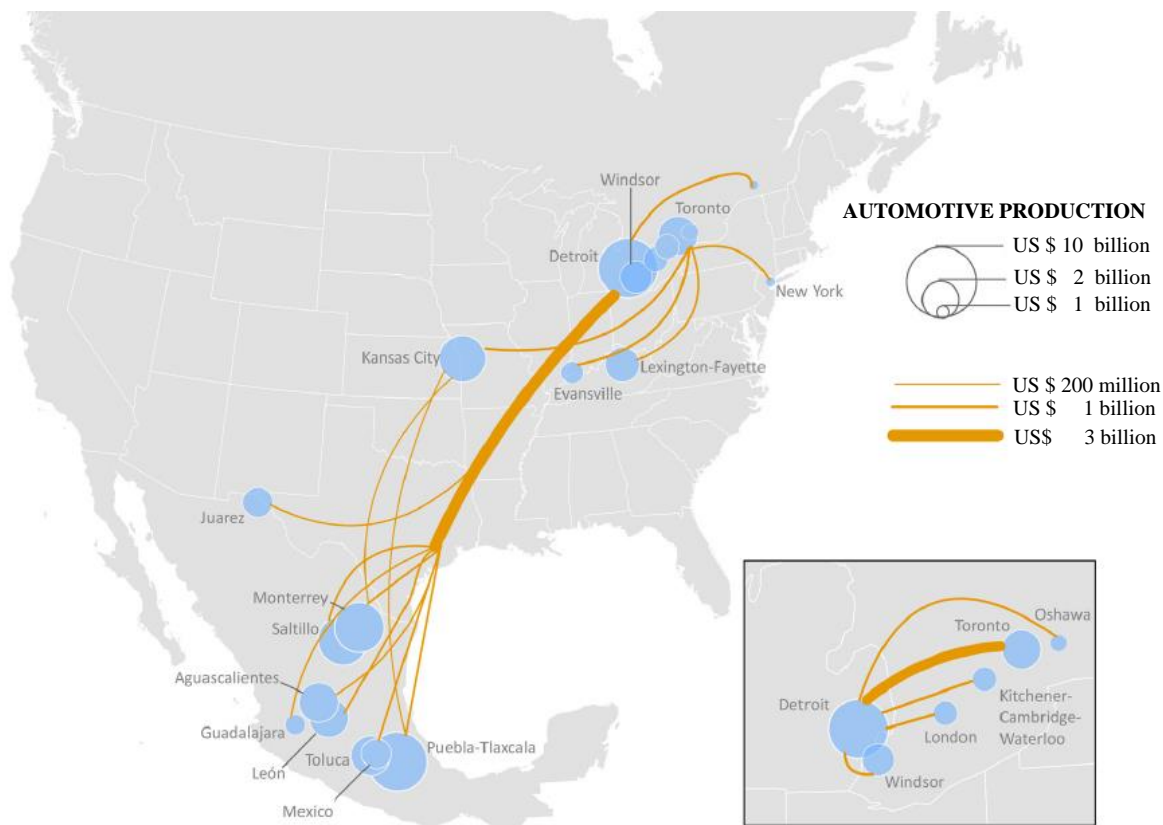 Windsor
Toronto
Detroit
New York
Kansas City
Evansville
Lexington-Fayette
Juarez
Monterrey
Saltillo
Aguascalientes
Guadalajara
León
Toluca
Mexico
Puebla-Tlaxcala
AUTOMOTIVE PRODUCTION
US $ 10 billion
US $ 2 billion
US $ 1 billion
US $ 200 million
US $ 1 billion
US$ 3 billion
Oshawa
Toronto
Detroit
Kitchener-
Cambridge-
Waterloo
London
Windsor